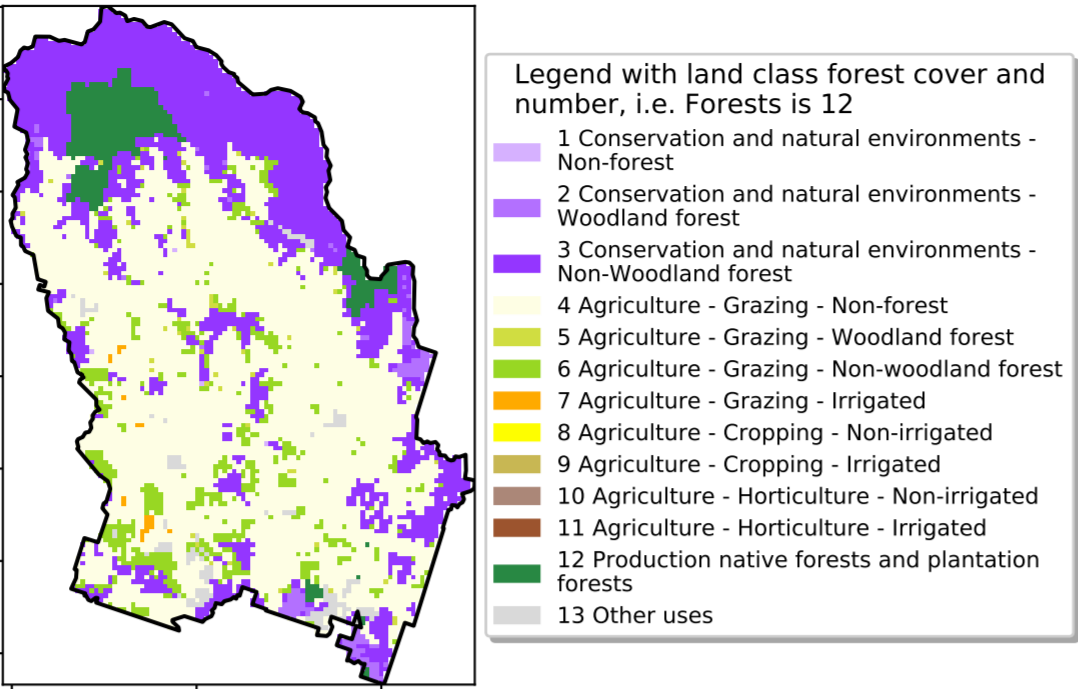 Legend with land class forest cover and
number, i.e. Forests is 12
1 Conservation and natural environments -
Non-forest
2 Conservation and natural environments -
Woodland forest
3 Conservation and natural environments -
Non-Woodland forest
4 Agriculture - Grazing - Non-forest
5 Agriculture - Grazing - Woodland forest
6 Agriculture - Grazing - Non-woodland forest
7 Agriculture - Grazing - Irrigated
8 Agriculture - Cropping - Non-irrigated
9 Agriculture - Cropping - Irrigated
10 Agriculture - Horticulture - Non-irrigated
11 Agriculture - Horticulture - Irrigated
12 Production native forests and plantation
forests
13 Other uses